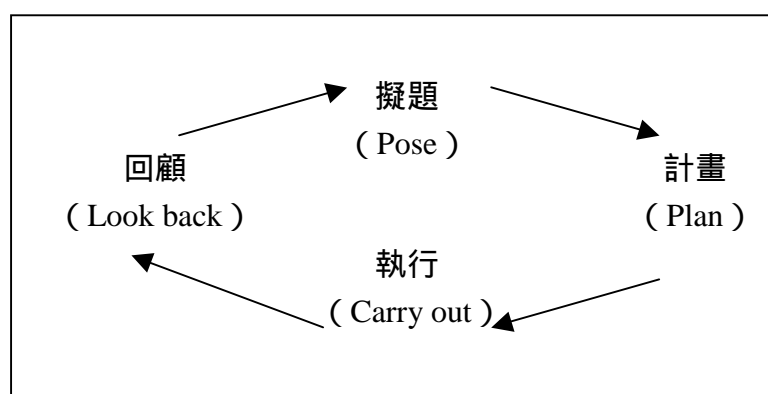 擬題
（Pose）
回顧
（Look back）
計畫
（Plan）
執行
（Carry out）